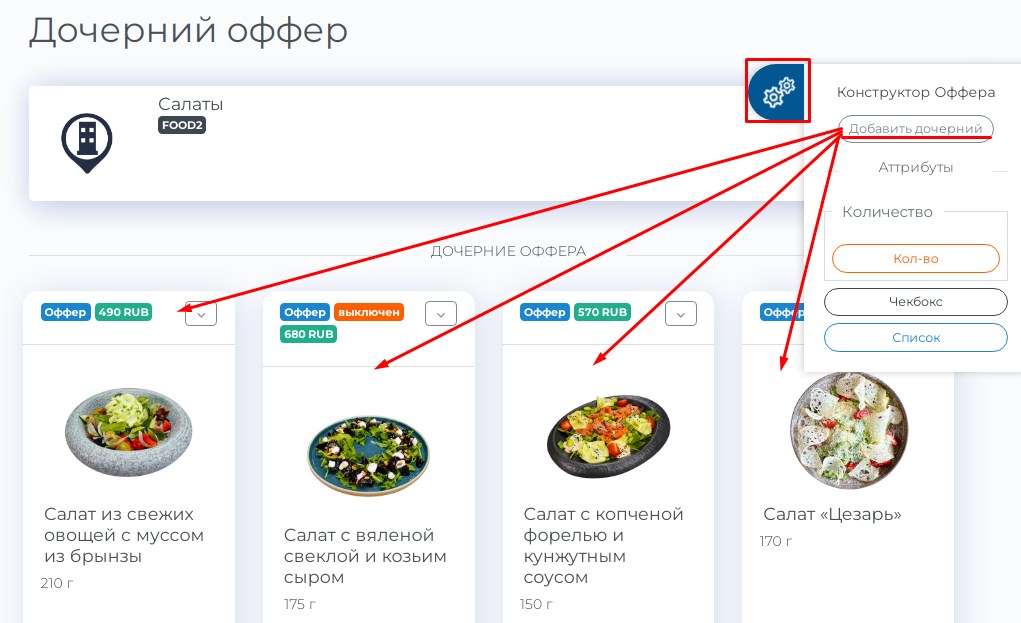 Дочерний оффер
Салаты
FOOD2
Конструктор Оффера
Добавить дочерний
Аттрибуты
Количество
Кол-во
Чекбокс
Список
ДОЧЕРНИЕ ОФФЕРА
Оффер 490 RUB
Салат из свежих
овощей с муссом
из брынзы
210 г
Оффер выключен
680 RUB
Салат с вяленой
свеклой и козьим
сыром
175 г
Оффер 570 RUB
Салат с копченой
форелью и
кунжутным
соусом
150 г
Оффер
Салат «Цезарь»
170 г